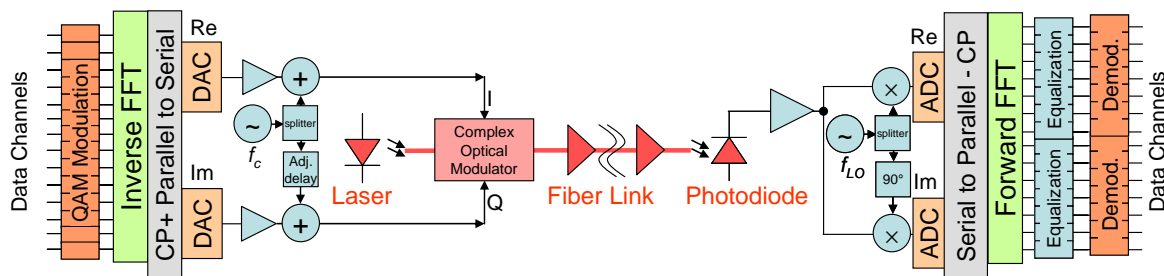 Data Channels
QAM Modulation
Inverse FFT
CP+ Parallel to Serial
Re
DAC
Im
DAC
+
~
splitter
fc
Adj.
delay
+
Laser
I
Complex
Optical
Modulator
Q
Fiber Link
Photodiode
×
~
splitter
fLO
90°
×
Re
ADC
Im
ADC
Serial to Parallel - CP
Forward FFT
Equalization
Equalization
Demod.
Demod.
Data Channels